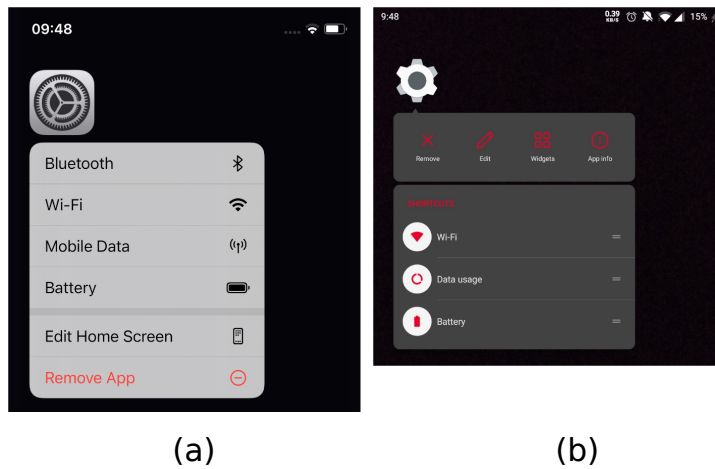 09:48
Bluetooth
Wi-Fi
Mobile Data
Battery
Edit Home Screen
Remove App
(a)
9:48 0.39 KB/S 15%
Remove Edit Widgets App info
SHORTCUTS
Wi-Fi
Data usage
Battery
(b)